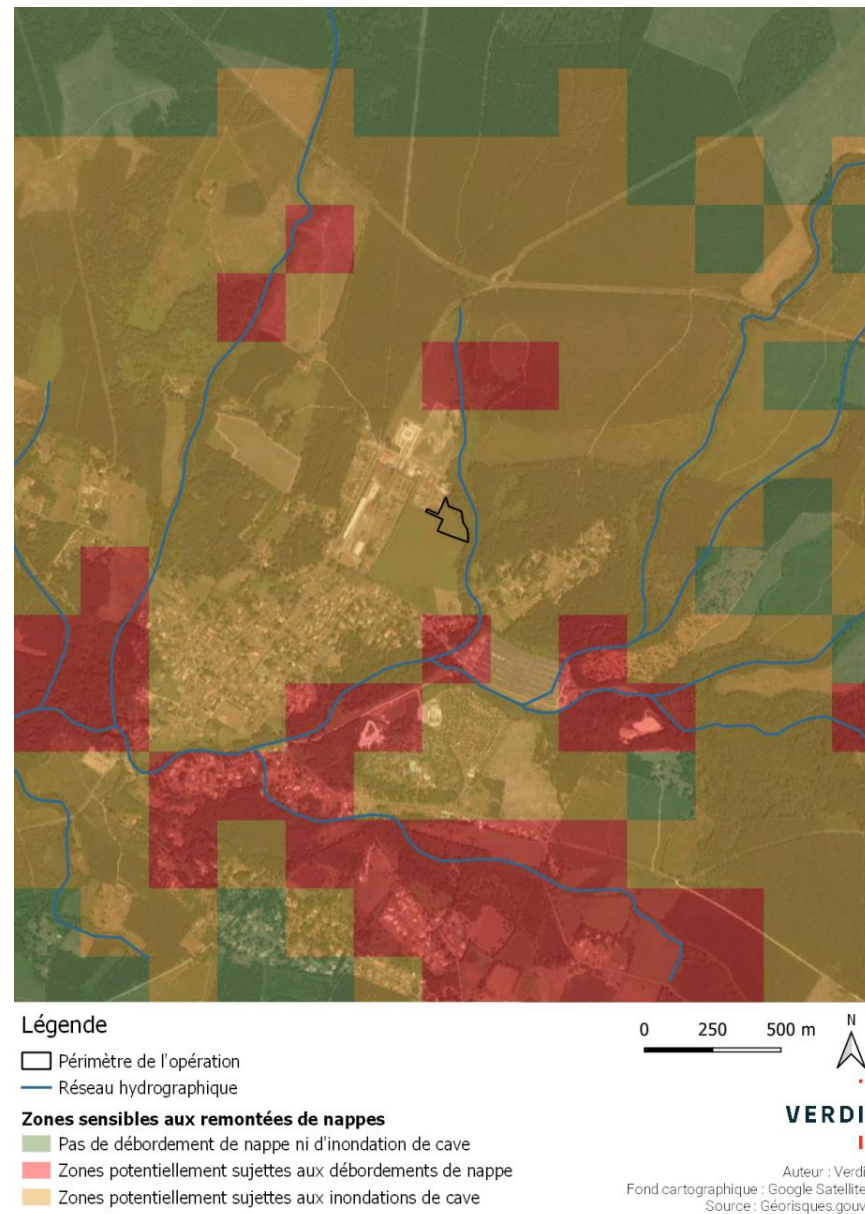 Légende
0 250 500 m
N
Périmètre de l'opération
Réseau hydrographique
Zones sensibles aux remontées de nappes
VERDI
Pas de débordement de nappe ni d'inondation de cave
Zones potentiellement sujettes aux débordements de nappe
Zones potentiellement sujettes aux inondations de cave
Auteur : Verdi
Fond cartographique : Google Satellite
Source : Géorisques.gouv